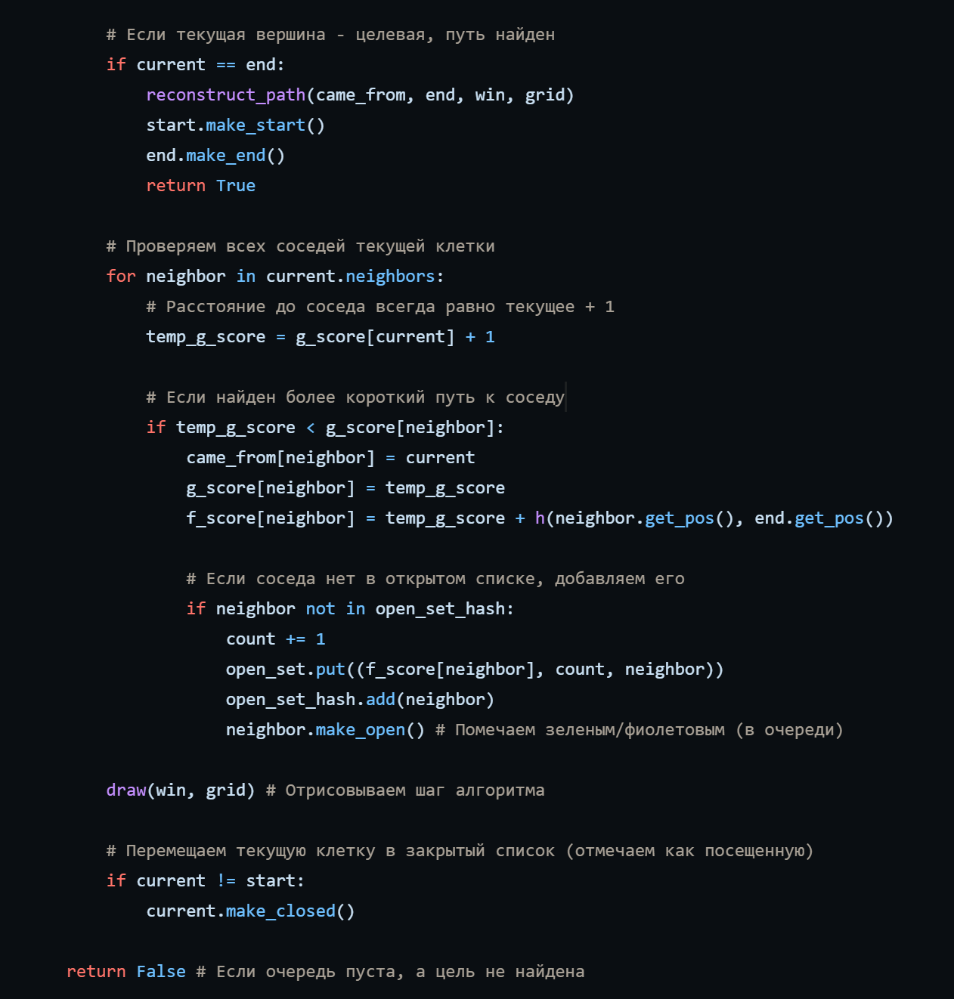 # Если текущая вершина - целевая, путь найден
if current == end:
reconstruct_path(came_from, end, win, grid)
start.make_start()
end.make_end()
return True
# Проверяем всех соседей текущей клетки
for neighbor in current.neighbors:
# Расстояние до соседа всегда равно текущее + 1
temp_g_score = g_score[current] + 1
# Если найден более короткий путь к соседу
if temp_g_score < g_score[neighbor]:
came_from[neighbor] = current
g_score[neighbor] = temp_g_score
f_score[neighbor] = temp_g_score + h(neighbor.get_pos(), end.get_pos())
# Если соседа нет в открытом списке, добавляем его
if neighbor not in open_set_hash:
count += 1
open_set.put((f_score[neighbor], count, neighbor))
open_set_hash.add(neighbor)
neighbor.make_open() # Помечаем зеленым/фиолетовым (в очереди)
draw(win, grid) # Отрисовываем шаг алгоритма
# Перемещаем текущую клетку в закрытый список (отмечаем как посещенную)
if current != start:
current.make_closed()
return False # Если очередь пуста, а цель не найдена